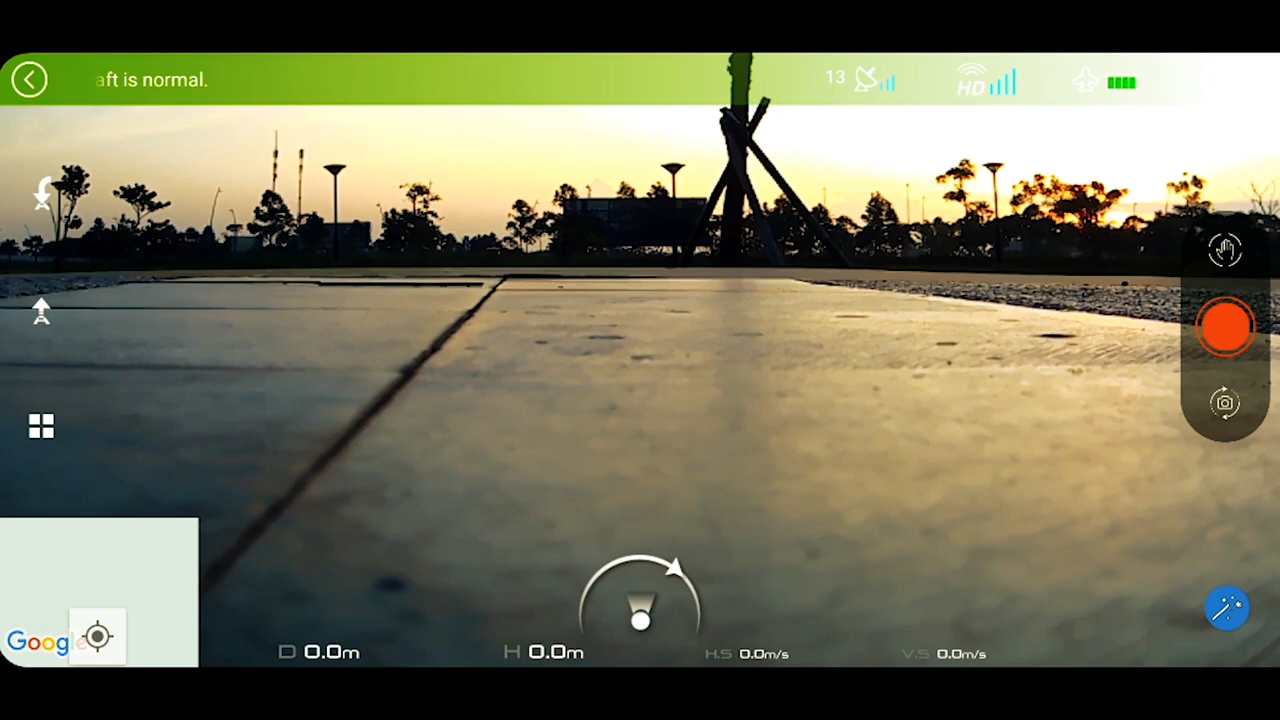 aft is normal.
13
HD
Google
D 0.0m
H 0.0m
H.S 0.0m/s
V.S 0.0m/s